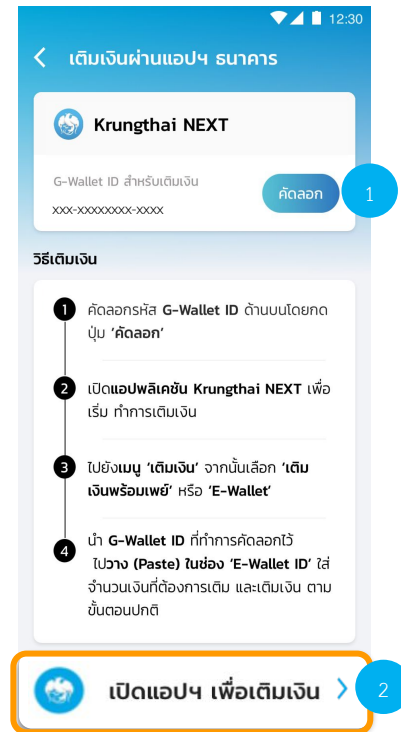 12:30
เติมเงินผ่านแอปฯ ธนาคาร
Krungthai NEXT
G-Wallet ID สำหรับเติมเงิน
xxx-xxxxxxxx-xxxx
คัดลอก
1
วิธีเติมเงิน
1 คัดลอกรหัส G-Wallet ID ด้านบนโดยกด
ปุ่ม ‘คัดลอก’
2 เปิดแอปพลิเคชัน Krungthai NEXT เพื่อ
เริ่ม ทำการเติมเงิน
3 ไปยังเมนู ‘เติมเงิน’ จากนั้นเลือก ‘เติม
เงินพร้อมเพย์’ หรือ ‘E-Wallet’
4 นำ G-Wallet ID ที่ทำการคัดลอกไว้
ไปวาง (Paste) ในช่อง ‘E-Wallet ID’ ใส่
จำนวนเงินที่ต้องการเติม และเติมเงิน ตาม
ขั้นตอนปกติ
เปิดแอปฯ เพื่อเติมเงิน
2